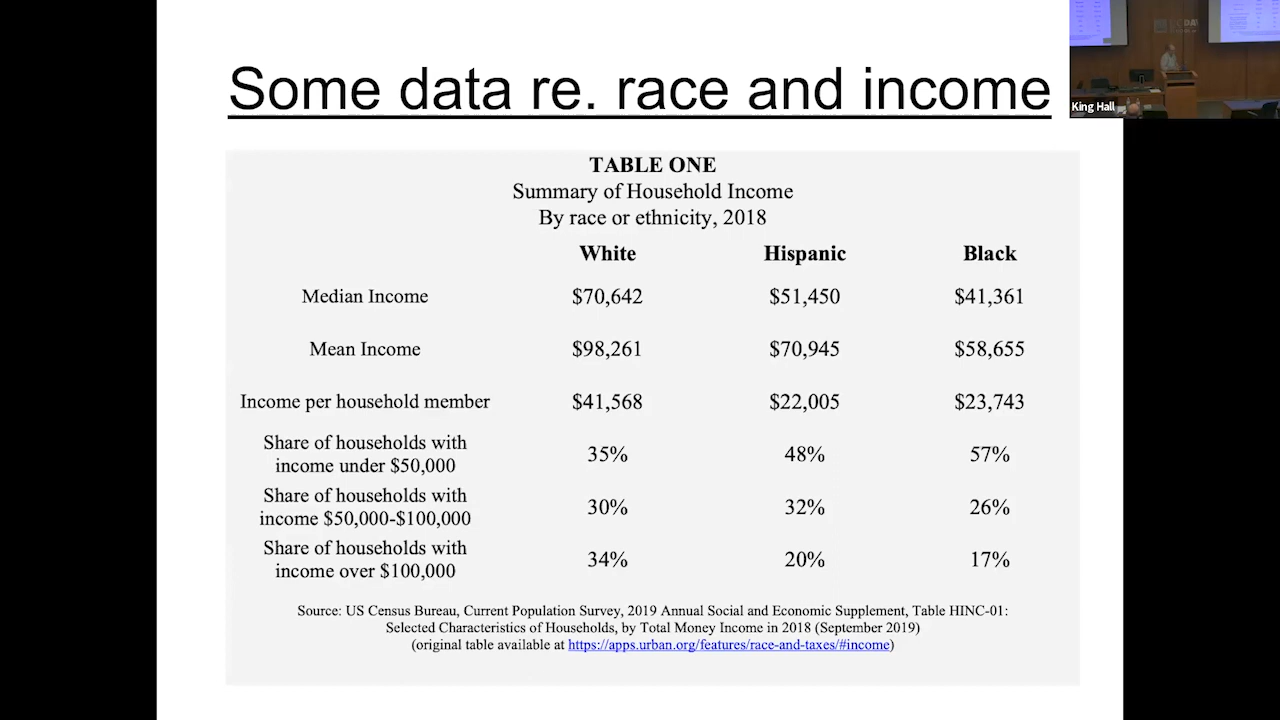 Some data re. race and income
King Hall
TABLE ONE
Summary of Household Income
By race or ethnicity, 2018
White Hispanic Black
Median Income $70,642 $51,450 $41,361
Mean Income $98,261 $70,945 $58,655
Income per household member $41,568 $22,005 $23,743
Share of households with
income under $50,000 35% 48% 57%
Share of households with
income $50,000-$100,000 30% 32% 26%
Share of households with
income over $100,000 34% 20% 17%
Source: US Census Bureau, Current Population Survey, 2019 Annual Social and Economic Supplement, Table HINC-01:
Selected Characteristics of Households, by Total Money Income in 2018 (September 2019)
(original table available at https://apps.urban.org/features/race-and-taxes/#income)